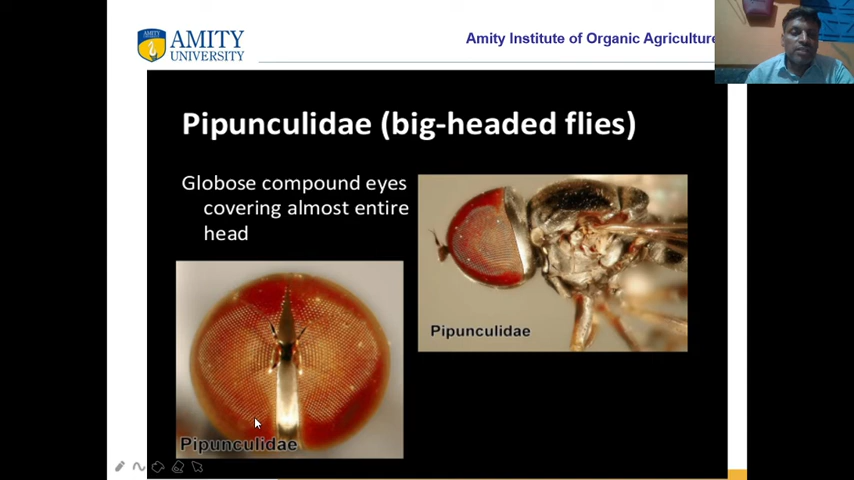 AMITY
AMITY
UNIVERSITY
Amity Institute of Organic Agriculture
Pipunculidae (big-headed flies)
Globose compound eyes
covering almost entire
head
Pipunculidae
Pipunculidae